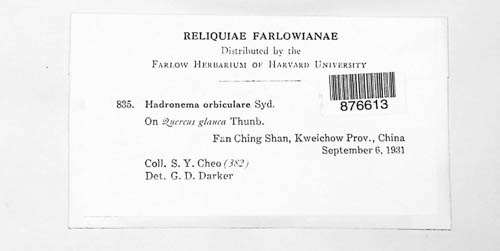 RELIQUIAE FARLOWIANAE
Distributed by the
FARLOW HERBARIUM OF HARVARD UNIVERSITY
876613
835. Hadronema orbiculare Syd.
On Quercus glauca Thunb.
Fan Ching Shan, Kweichow Prov., China
September 6, 1931
Coll. S. Y. Cheo (382)
Det. G. D. Darker